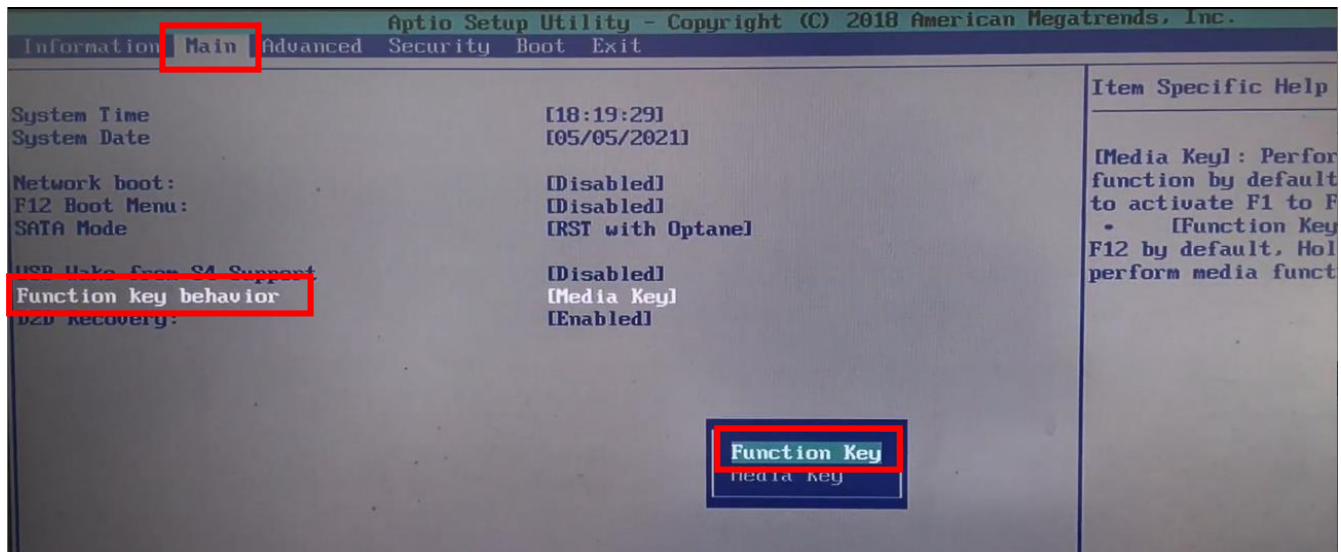 Aptio Setup Utility - Copyright (C) 2018 American Megatrends, Inc.
Information Main Advanced Security Boot Exit
Item Specific Help
System Time [18:19:29]
System Date [05/05/2021]
[Media Key]: Perfor
Network boot: [Disabled]
function by default
F12 Boot Menu: [Disabled]
to activate F1 to F
SATA Mode [RST with Optane]
• [Function Key
F12 by default, Hol
USB Wake from S4 Support [Disabled]
perform media funct
Function key behavior [Media Key]
D2D Recovery: [Enabled]
Function Key
Media Key